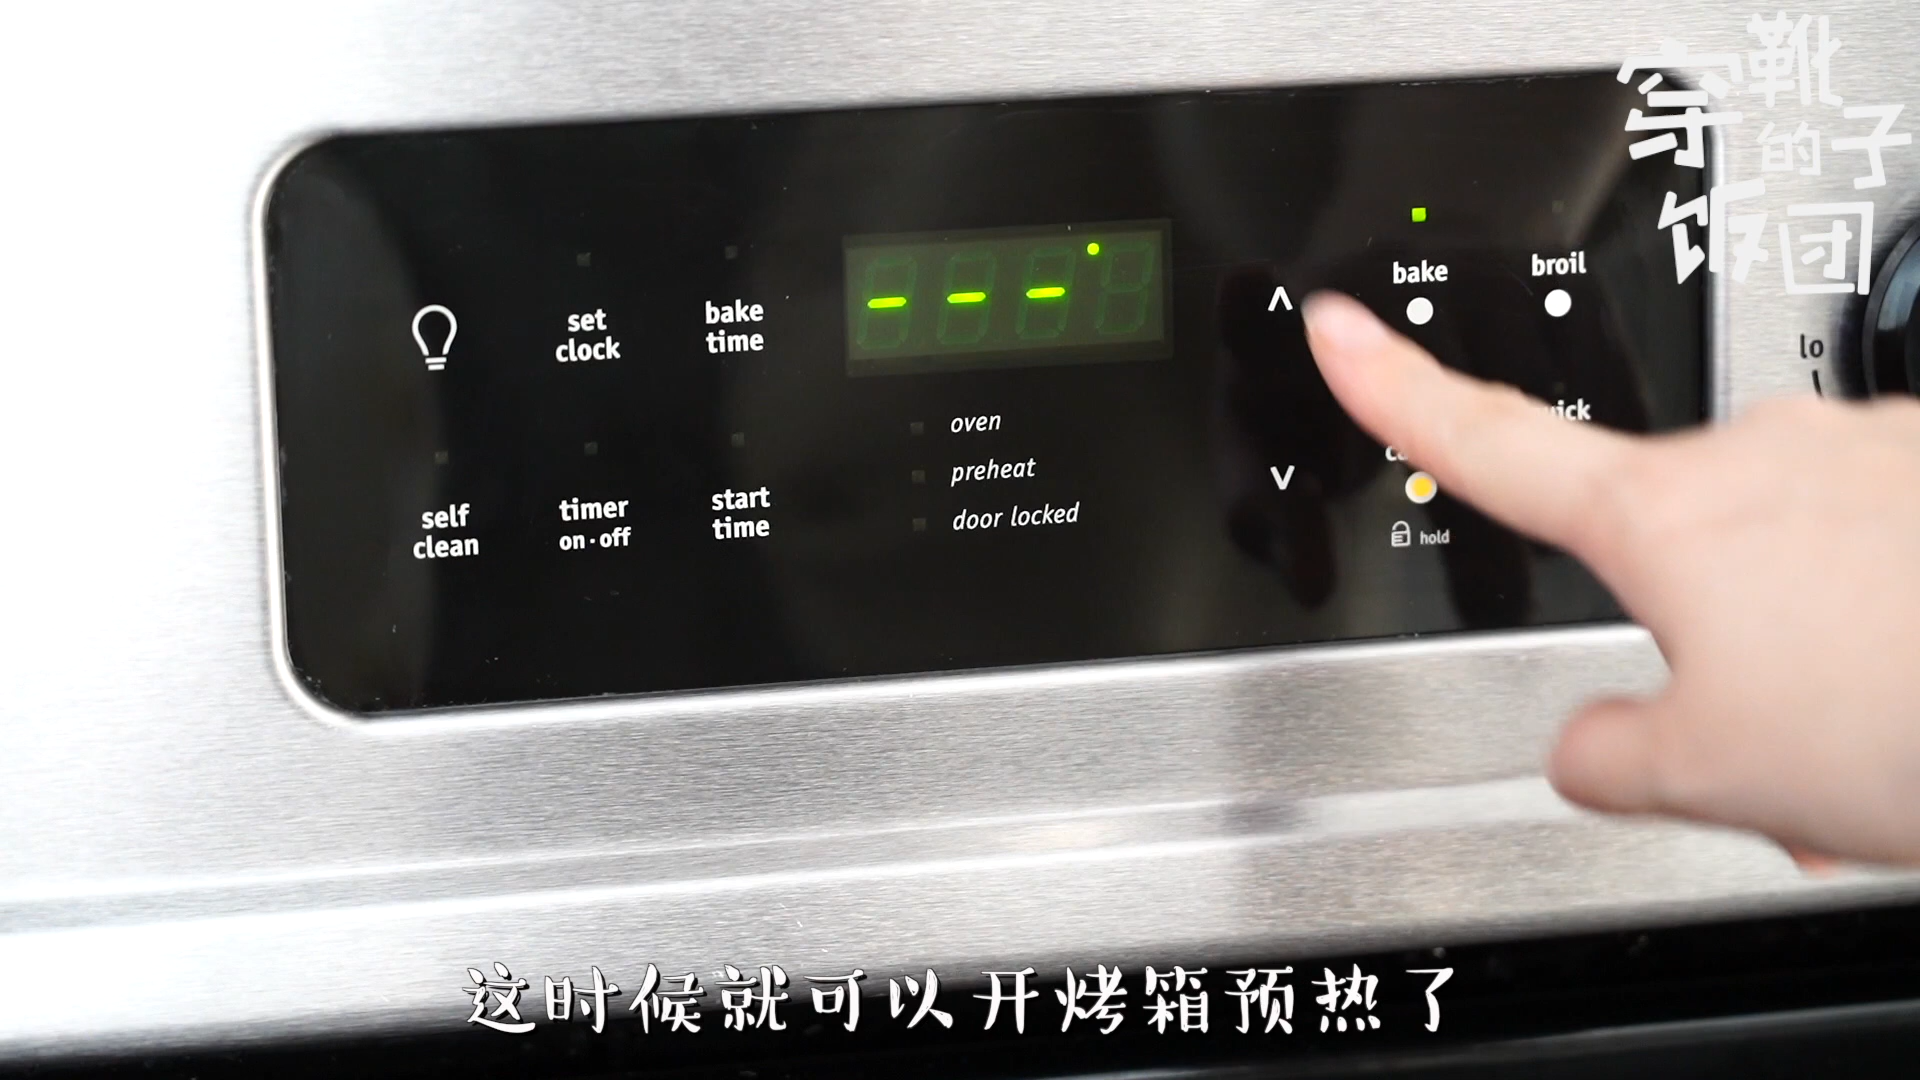 穿靴子的饭团
set clock
bake time
bake
broil
lo
oven
preheat
door locked
self clean
timer on·off
start time
hold
这时候就可以开烤箱预热了